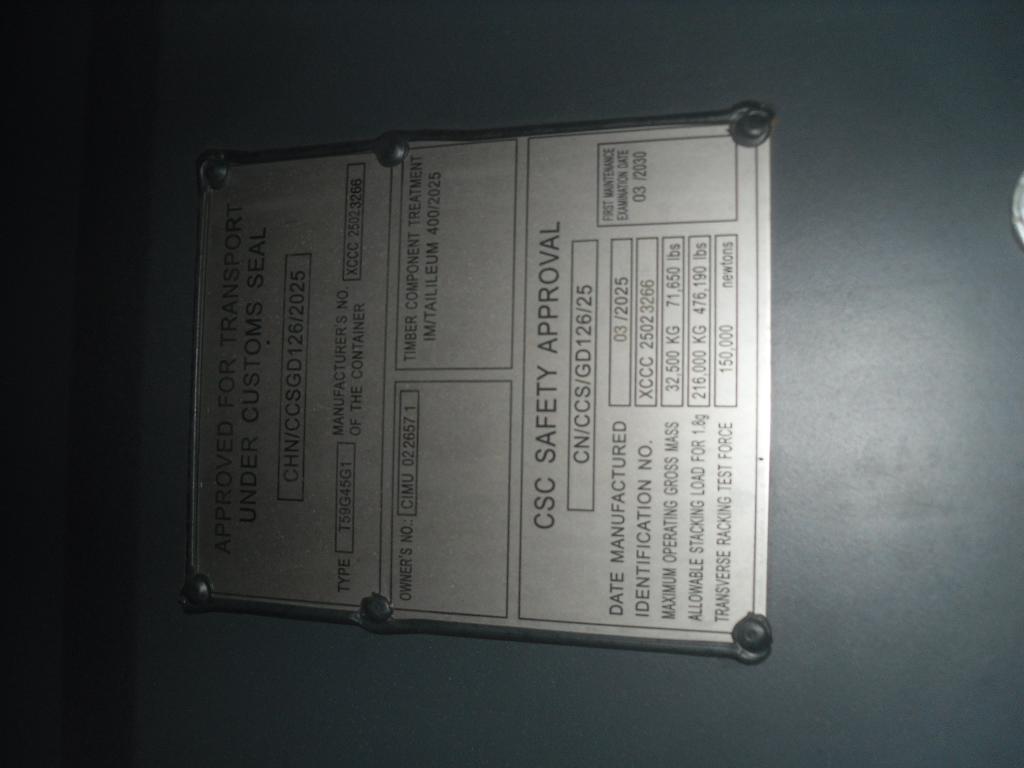 APPROVED FOR TRANSPORT
UNDER CUSTOMS SEAL
CHN/CCSGD126/2025
TYPE T59G45G1 MANUFACTURER'S NO. OF THE CONTAINER XCCC 25023266
OWNER'S NO.: CIMU 022657 1
TIMBER COMPONENT TREATMENT
IM/TAILILEUM 400/2025
CSC SAFETY APPROVAL
CN/CCS/GD126/25
DATE MANUFACTURED 03 /2025
IDENTIFICATION NO. XCCC 25023266
MAXIMUM OPERATING GROSS MASS 32,500 KG 71,650 lbs
ALLOWABLE STACKING LOAD FOR 1.8g 216,000 KG 476,190 lbs
TRANSVERSE RACKING TEST FORCE 150,000 newtons
FIRST MAINTENANCE
EXAMINATION DATE
03 /2030